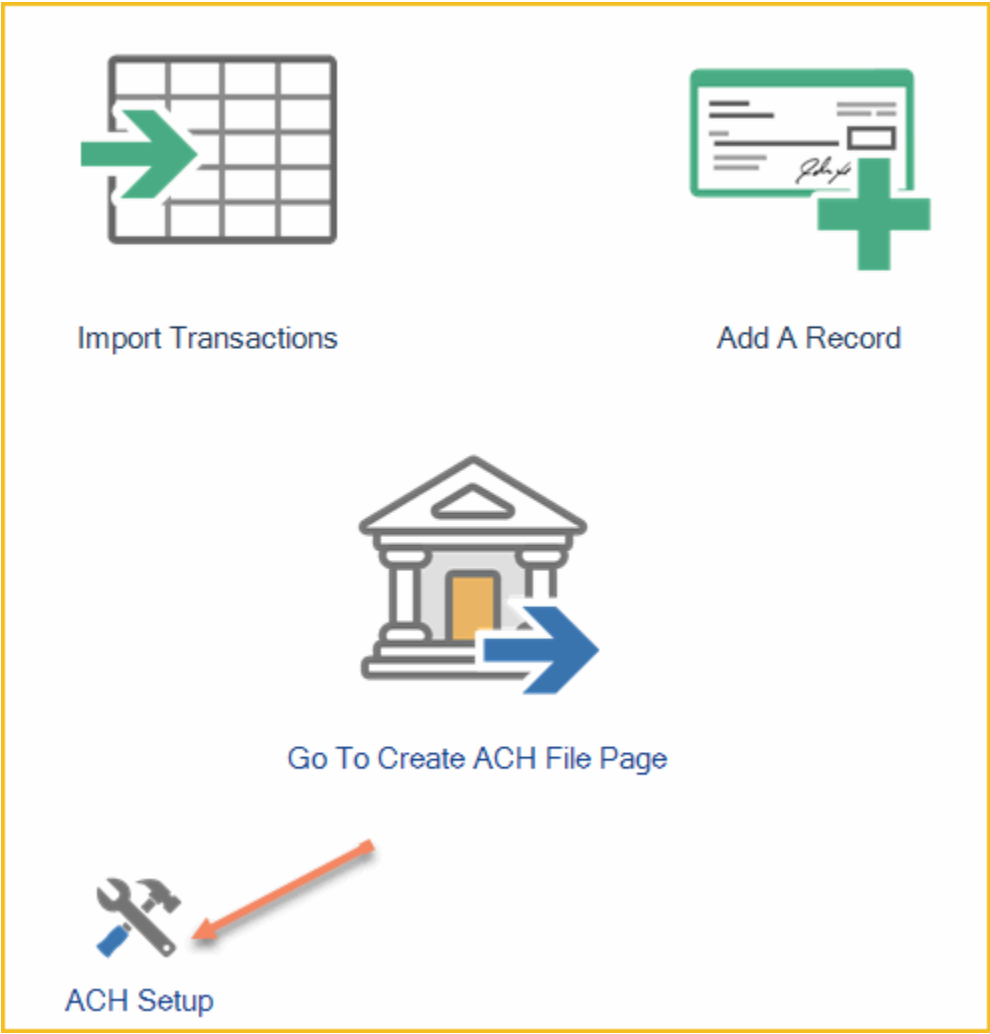 Import Transactions
Add A Record
Go To Create ACH File Page
ACH Setup